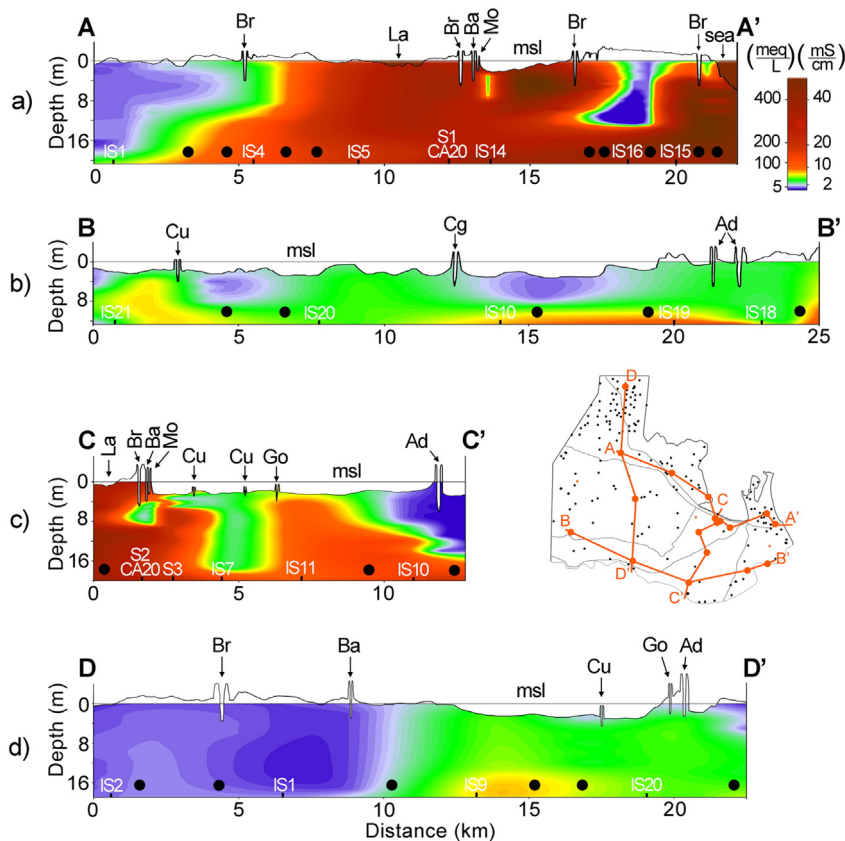 A A'
Br La Br Ba Mo msl Br Br sea
(meq/L) (mS/cm)
a) Depth (m) 0 8 16
IS1 IS4 IS5 S1 CA20 IS14 IS16 IS15
0 5 10 15 20
400 40
200 20
100 10
5 2
B B'
Cu msl Cg Ad
b) Depth (m) 0 8
IS21 IS20 IS10 IS19 IS18
0 5 10 15 20 25
C C'
La Br Ba Mo Cu Cu Go msl Ad
c) Depth (m) 0 8 16
S2 CA20 S3 IS7 IS11 IS10
0 5 10
D
A
C
B
A'
B'
D'
C'
D D'
Br Ba msl Cu Go Ad
d) Depth (m) 0 8 16
IS2 IS1 IS9 IS20
0 5 10 15 20
Distance (km)